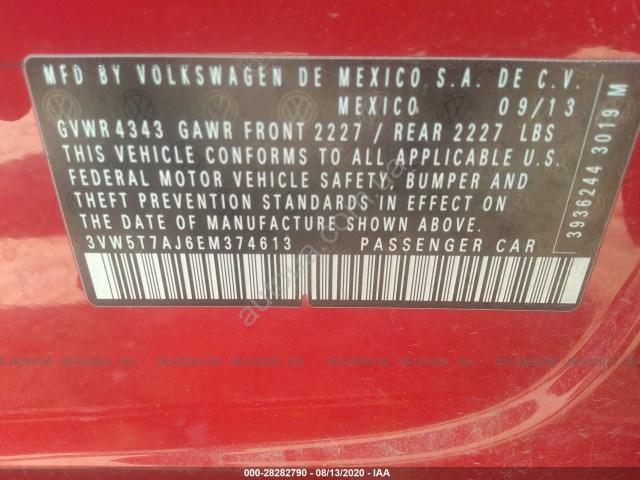 MFD BY VOLKSWAGEN DE MEXICO S.A. DE C.V.
MEXICO 09/13
GVWR 4343 GAWR FRONT 2227 / REAR 2227 LBS
THIS VEHICLE CONFORMS TO ALL APPLICABLE U.S.
FEDERAL MOTOR VEHICLE SAFETY, BUMPER AND
THEFT PREVENTION STANDARDS IN EFFECT ON
THE DATE OF MANUFACTURE SHOWN ABOVE.
3VW5T7AJ6EM374613 PASSENGER CAR
3936244 3019 M
000-28282790 - 08/13/2020 - IAA